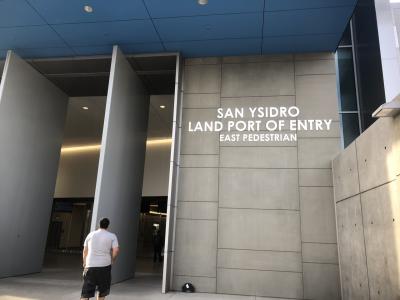 SAN YSIDRO
LAND PORT OF ENTRY
EAST PEDESTRIAN